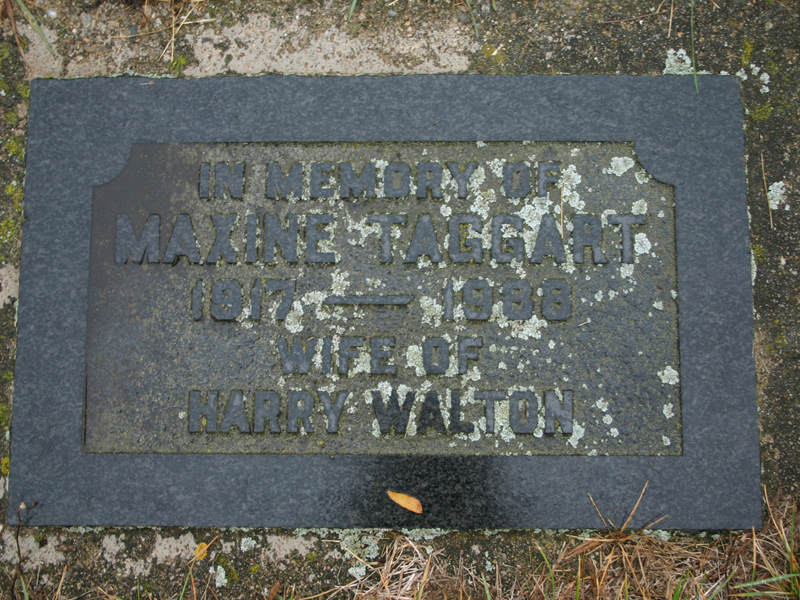 IN MEMORY OF
MAXINE TAGGART
1917 — 1988
WIFE OF
HARRY WALTON